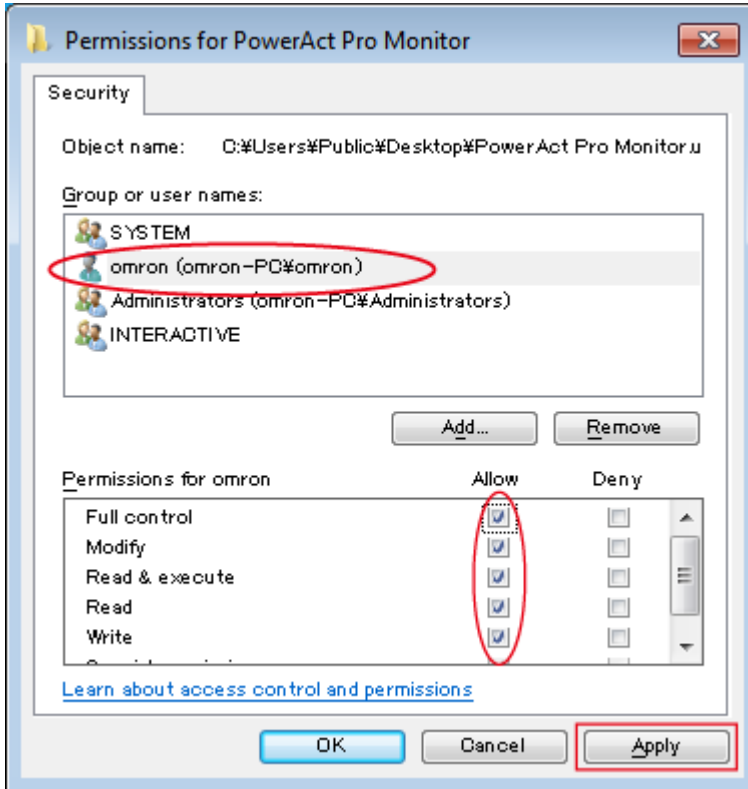 Permissions for PowerAct Pro Monitor
Security
Object name: C:¥Users¥Public¥Desktop¥PowerAct Pro Monitor.u
Group or user names:
SYSTEM
omron (omron-PC¥omron)
Administrators (omron-PC¥Administrators)
INTERACTIVE
Add...
Remove
Permissions for omron Allow Deny
Full control
Modify
Read & execute
Read
Write
Learn about access control and permissions
OK Cancel Apply